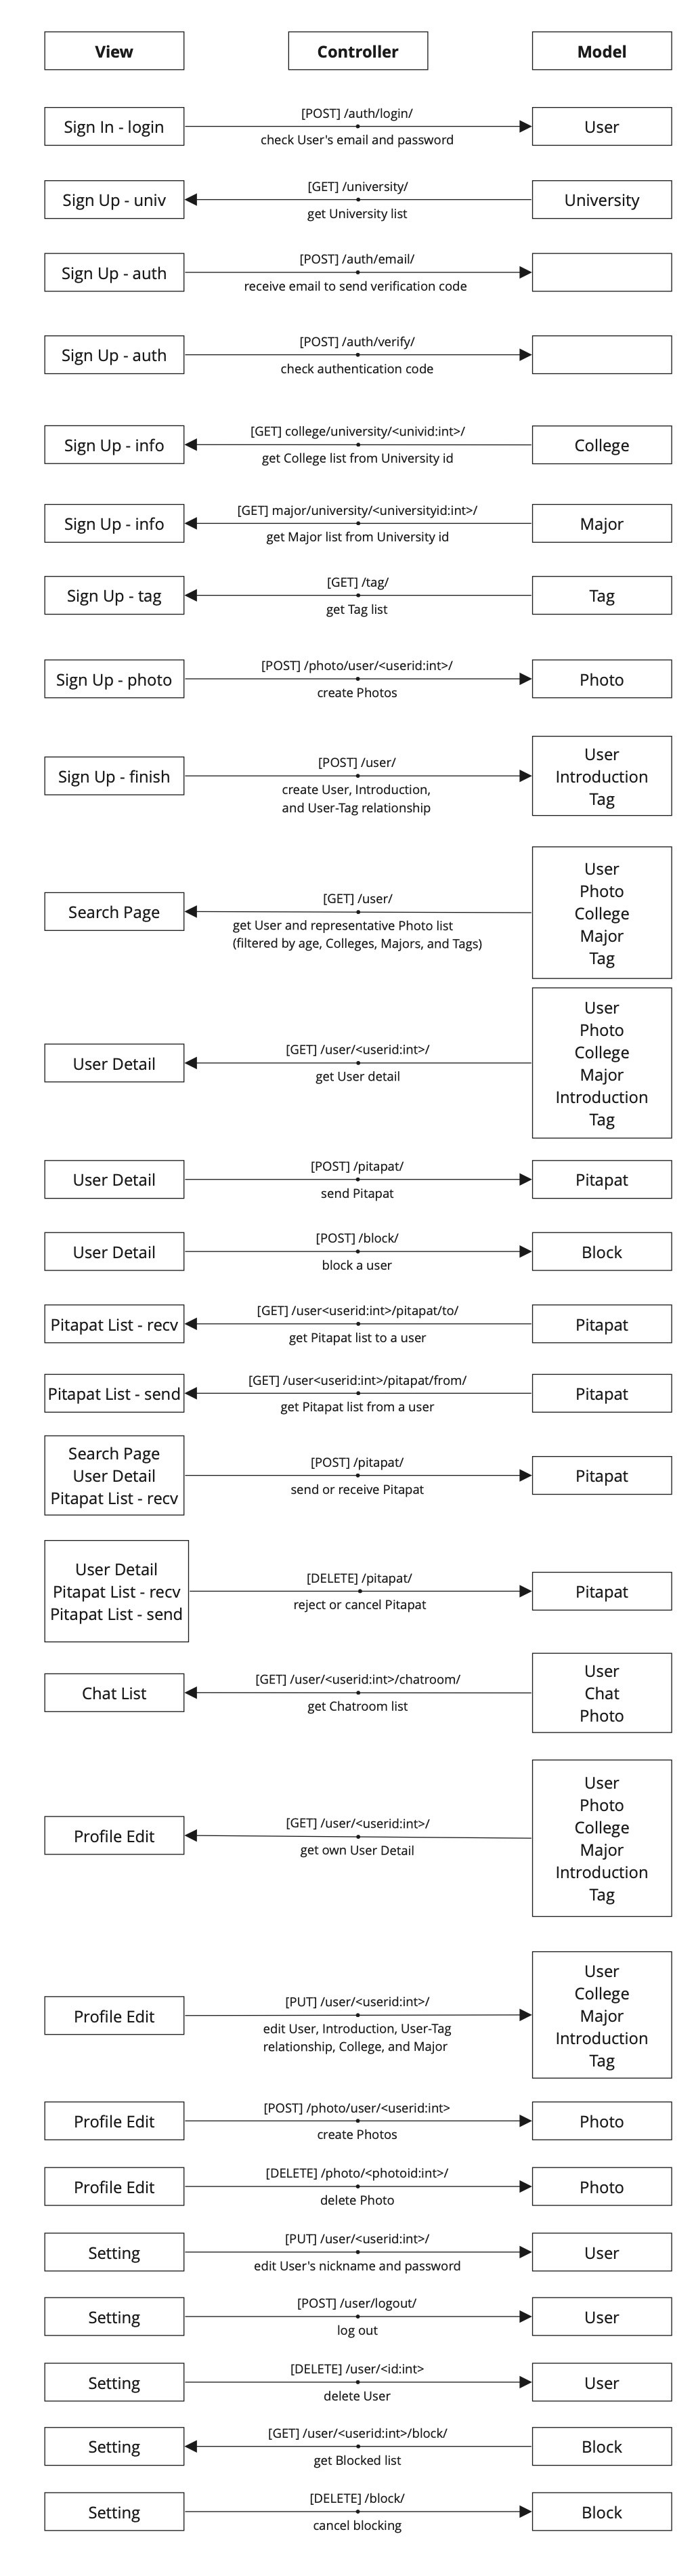 View
Controller
Model
Sign In - login
[POST] /auth/login/
check User's email and password
User
Sign Up - univ
[GET] /university/
get University list
University
Sign Up - auth
[POST] /auth/email/
receive email to send verification code
Sign Up - auth
[POST] /auth/verify/
check authentication code
Sign Up - info
[GET] college/university/<univid:int>/
get College list from University id
College
Sign Up - info
[GET] major/university/<universityid:int>/
get Major list from University id
Major
Sign Up - tag
[GET] /tag/
get Tag list
Tag
Sign Up - photo
[POST] /photo/user/<userid:int>/
create Photos
Photo
Sign Up - finish
[POST] /user/
create User, Introduction,
and User-Tag relationship
User
Introduction
Tag
Search Page
[GET] /user/
get User and representative Photo list
(filtered by age, Colleges, Majors, and Tags)
User
Photo
College
Major
Tag
User Detail
[GET] /user/<userid:int>/
get User detail
User
Photo
College
Major
Introduction
Tag
User Detail
[POST] /pitapat/
send Pitapat
Pitapat
User Detail
[POST] /block/
block a user
Block
Pitapat List - recv
[GET] /user<userid:int>/pitapat/to/
get Pitapat list to a user
Pitapat
Pitapat List - send
[GET] /user<userid:int>/pitapat/from/
get Pitapat list from a user
Pitapat
Search Page
User Detail
Pitapat List - recv
[POST] /pitapat/
send or receive Pitapat
Pitapat
User Detail
Pitapat List - recv
Pitapat List - send
[DELETE] /pitapat/
reject or cancel Pitapat
Pitapat
Chat List
[GET] /user/<userid:int>/chatroom/
get Chatroom list
User
Chat
Photo
Profile Edit
[GET] /user/<userid:int>/
get own User Detail
User
Photo
College
Major
Introduction
Tag
Profile Edit
[PUT] /user/<userid:int>/
edit User, Introduction, User-Tag
relationship, College, and Major
User
College
Major
Introduction
Tag
Profile Edit
[POST] /photo/user/<userid:int>
create Photos
Photo
Profile Edit
[DELETE] /photo/<photoid:int>/
delete Photo
Photo
Setting
[PUT] /user/<userid:int>/
edit User's nickname and password
User
Setting
[POST] /user/logout/
log out
User
Setting
[DELETE] /user/<id:int>
delete User
User
Setting
[GET] /user/<userid:int>/block/
get Blocked list
Block
Setting
[DELETE] /block/
cancel blocking
Block